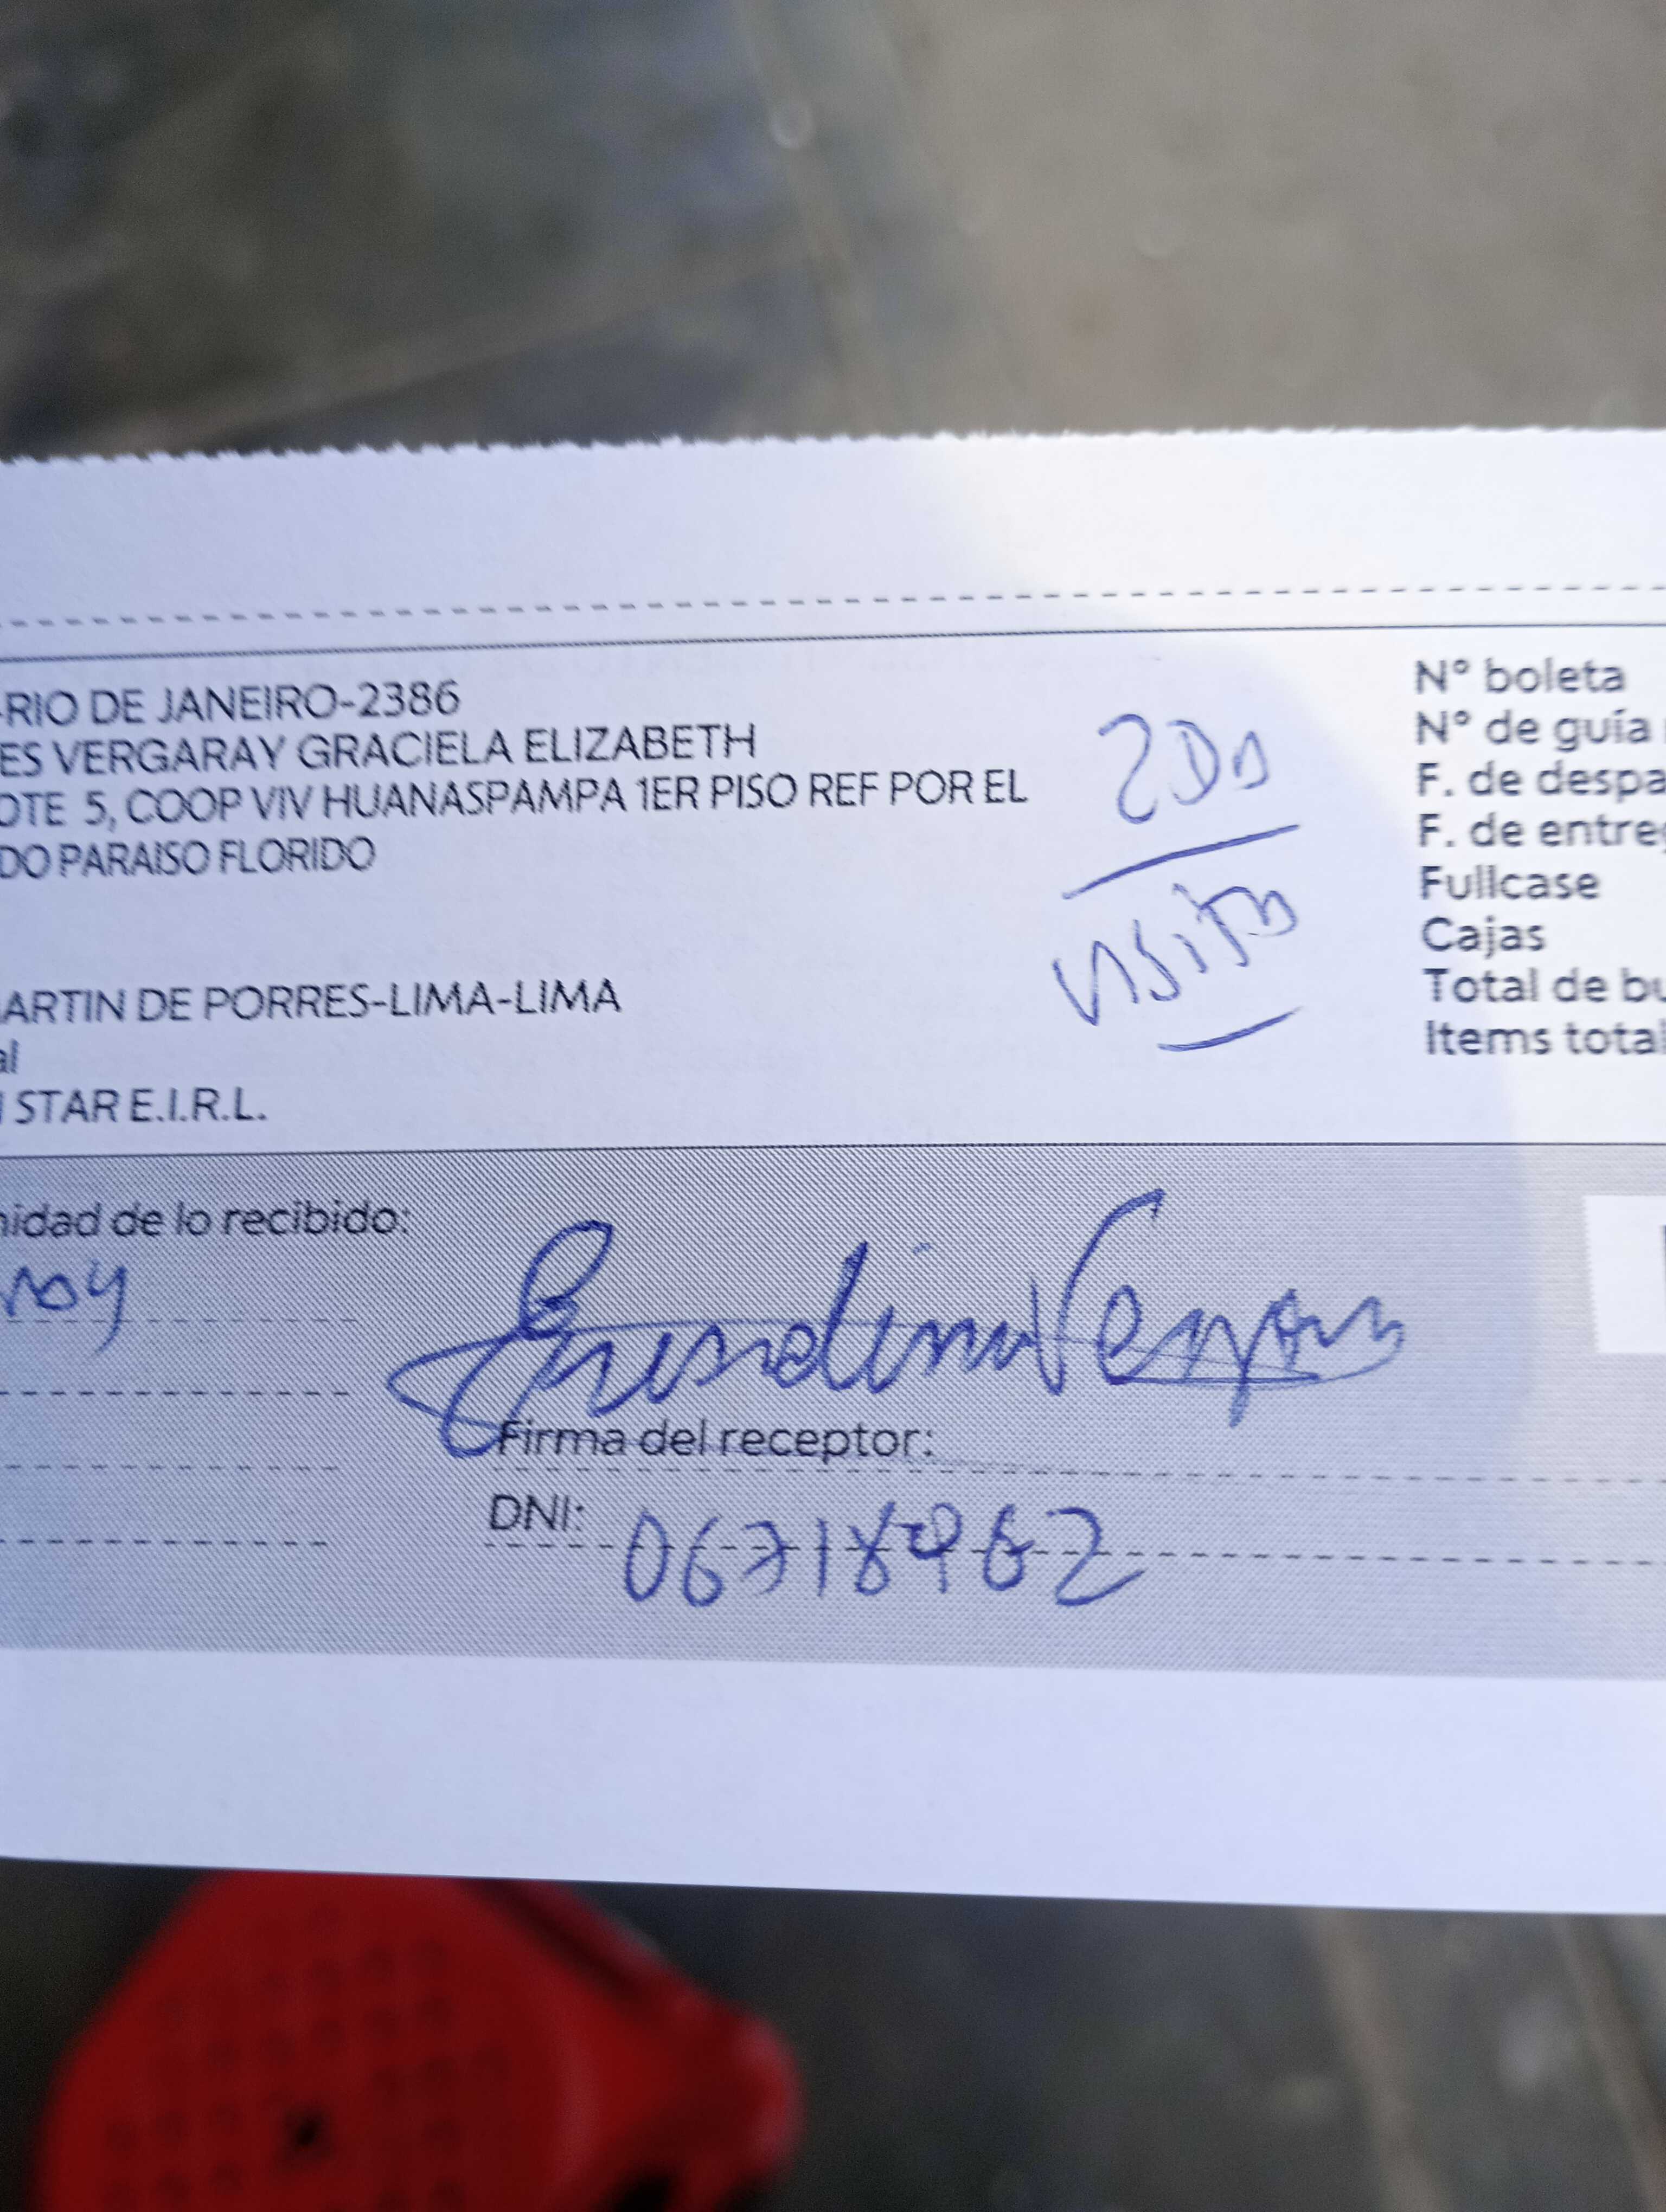 -RIO DE JANEIRO-2386
ES VERGARAY GRACIELA ELIZABETH
OTE 5, COOP VIV HUANASPAMPA 1ER PISO REF POR EL
DO PARAISO FLORIDO
ARTIN DE PORRES-LIMA-LIMA
al
STAR E.I.R.L.
2DA
visita
N° boleta
N° de guía
F. de despa
F. de entreg
Fullcase
Cajas
Total de bu
Items total
nidad de lo recibido:
Firma del receptor:
DNI: 06718962